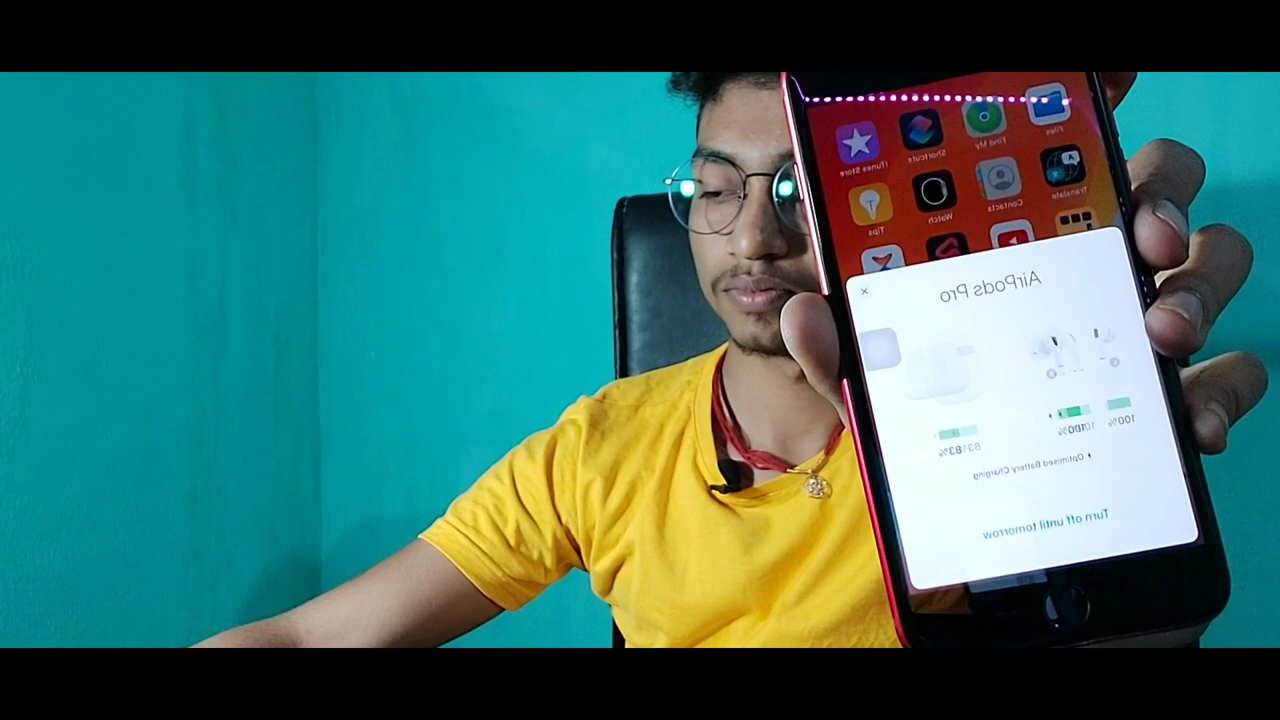 Files
Find My
Shortcuts
iTunes Store
Translate
Contacts
Watch
Tips
AirPods Pro
100%
100%
83%
Optimised Battery Charging
Turn off until tomorrow